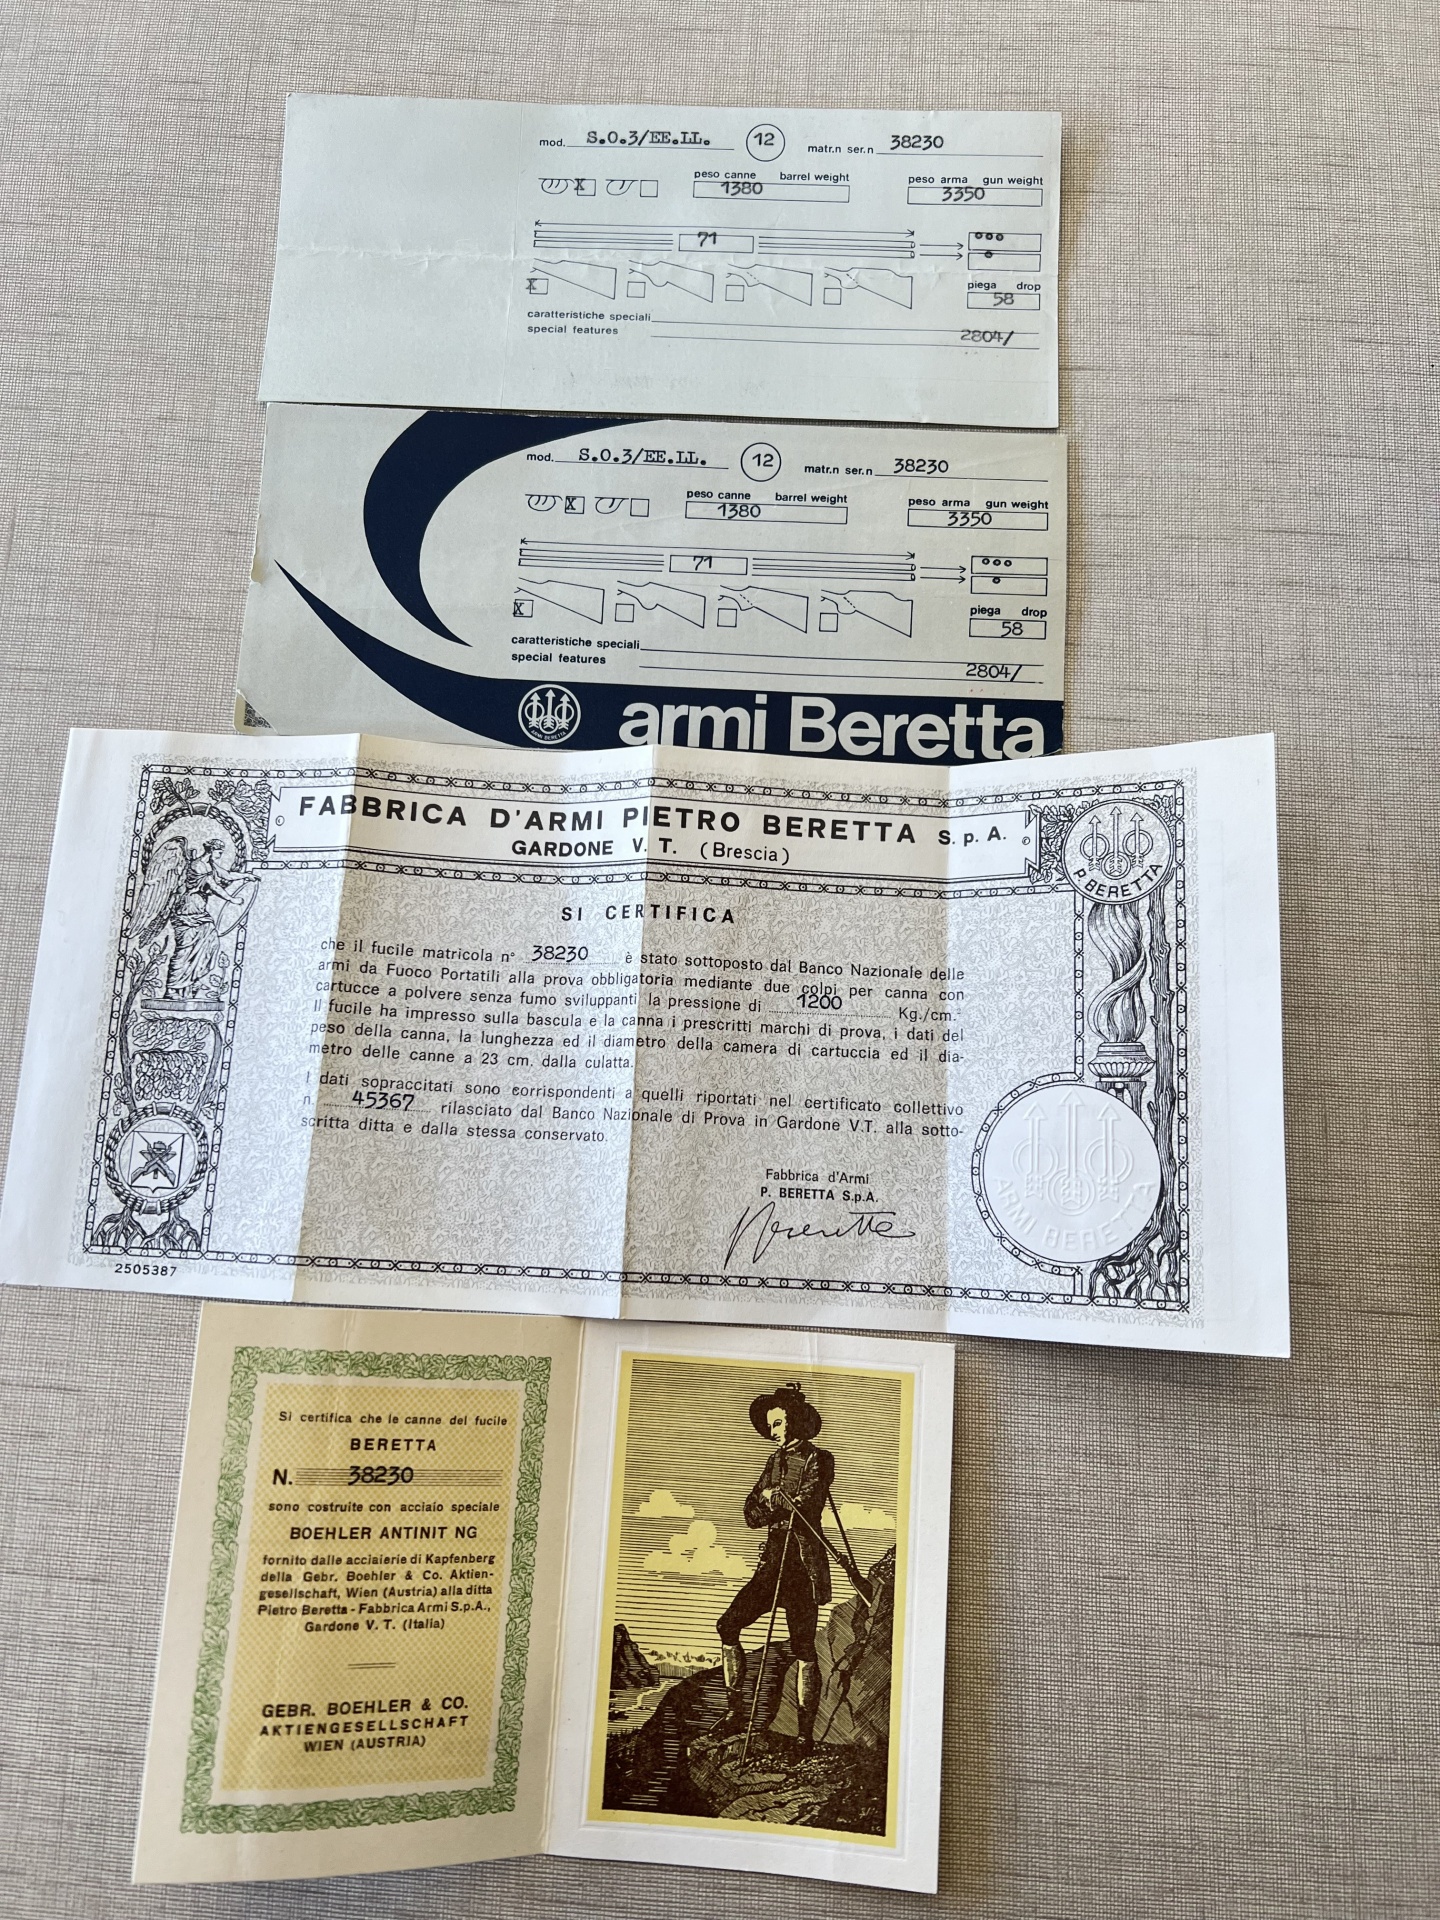 mod. S.O.3/EE.LL. 12 matr.n ser.n 38230
peso canne barrel weight peso arma gun weight
X 1380 3350
71 ooo
o
X piega drop
58
caratteristiche speciali
special features 2804/
mod. S.O.3/EE.LL. 12 matr.n ser.n 38230
peso canne barrel weight peso arma gun weight
X 1380 3350
71 ooo
o
X piega drop
58
caratteristiche speciali
special features 2804/
ARMI BERETTA
armi Beretta
FABBRICA D'ARMI PIETRO BERETTA S.p.A.
GARDONE V. T. (Brescia)
P. BERETTA
SI CERTIFICA
che il fucile matricola n° 38230 è stato sottoposto dal Banco Nazionale delle
armi da Fuoco Portatili alla prova obbligatoria mediante due colpi per canna con
cartucce a polvere senza fumo sviluppanti la pressione di 1200 Kg./cm.²
Il fucile ha impresso sulla bascula e la canna i prescritti marchi di prova, i dati del
peso della canna, la lunghezza ed il diametro della camera di cartuccia ed il dia-
metro delle canne a 23 cm. dalla culatta.
I dati sopraccitati sono corrispondenti a quelli riportati nel certificato collettivo
n. 45367 rilasciato dal Banco Nazionale di Prova in Gardone V.T. alla sotto-
scritta ditta e dalla stessa conservato.
Fabbrica d'Armi
P. BERETTA S.p.A.
PBeretta
ARMI BERETTA
2505387
Si certifica che le canne del fucile
BERETTA
N. 38230
sono costruite con acciaio speciale
BOEHLER ANTINIT NG
fornito dalle acciaierie di Kapfenberg
della Gebr. Boehler & Co. Aktien-
gesellschaft, Wien (Austria) alla ditta
Pietro Beretta - Fabbrica Armi S.p.A.,
Gardone V. T. (Italia)
GEBR. BOEHLER & CO.
AKTIENGESELLSCHAFT
WIEN (AUSTRIA)